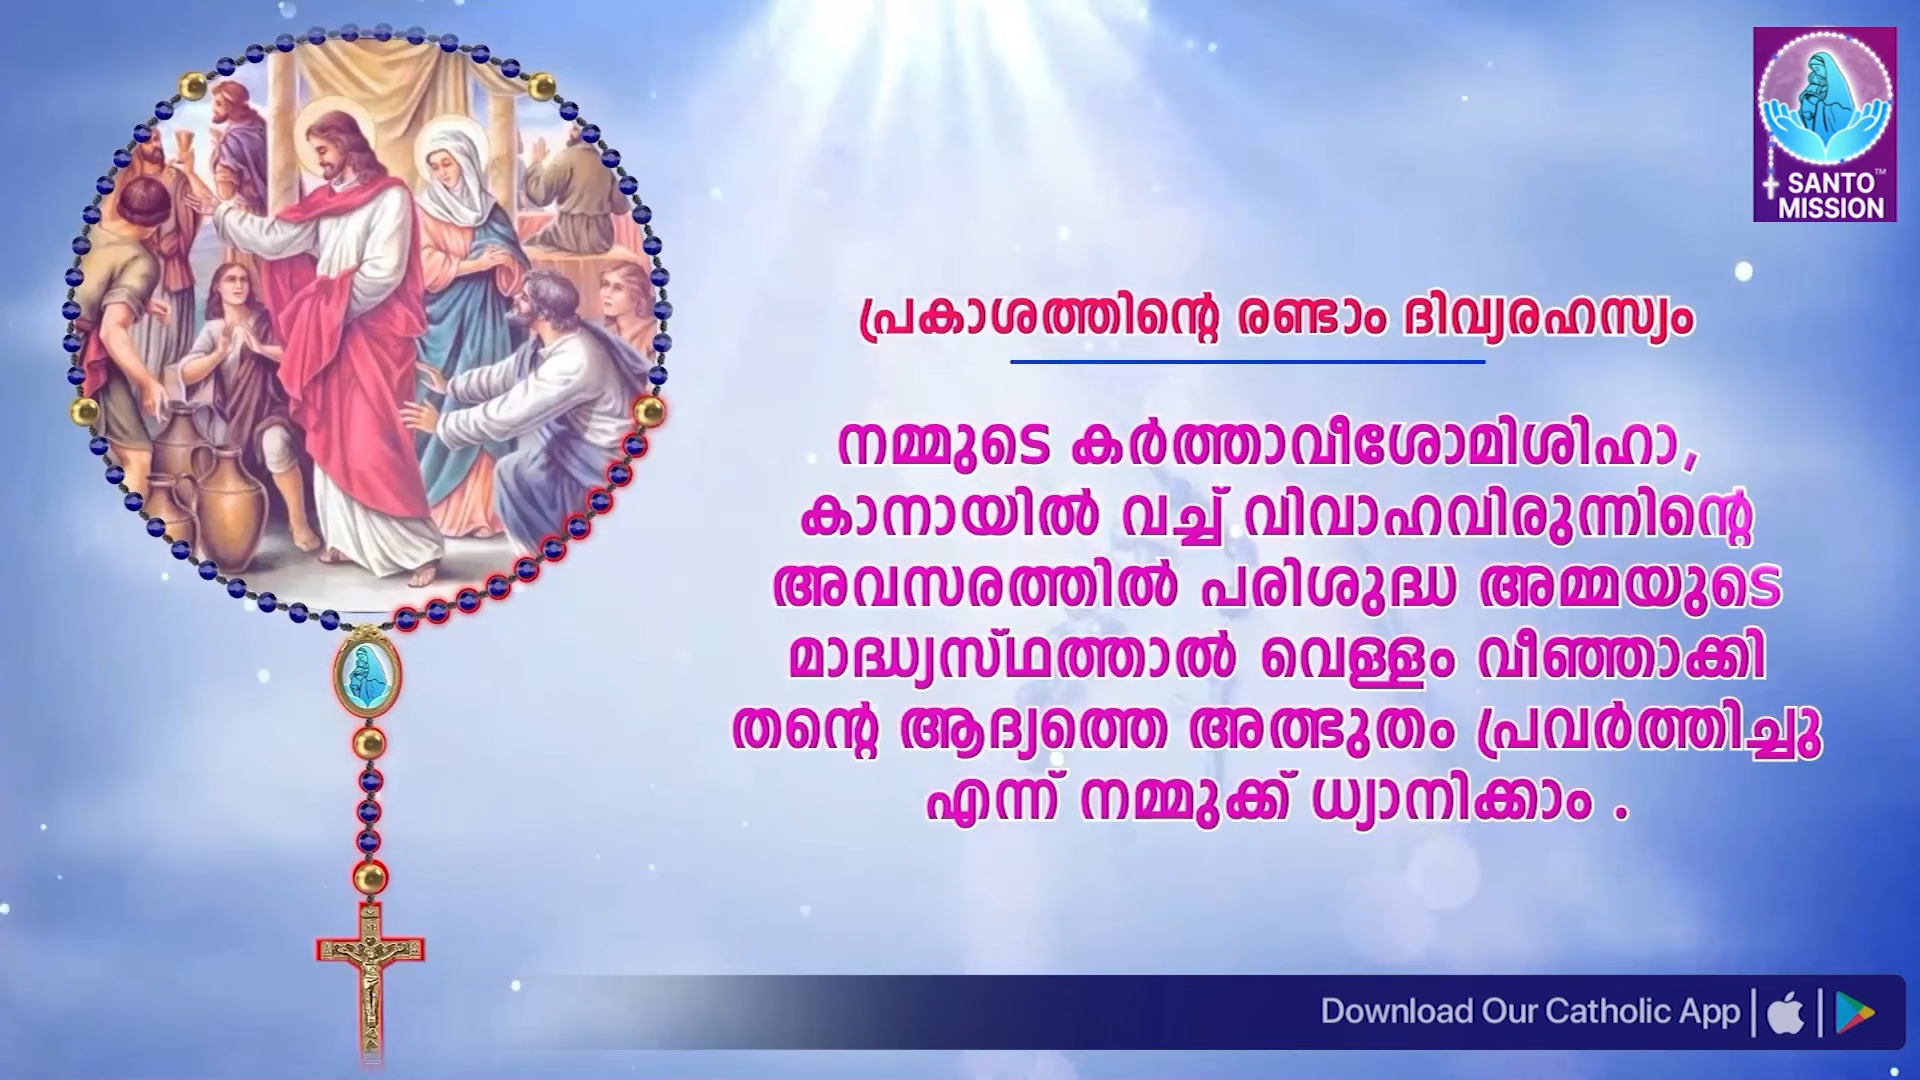 SANTO™
MISSION
പ്രകാശത്തിന്റെ രണ്ടാം ദിവ്യരഹസ്യം
നമ്മുടെ കർത്താവീശോമിശിഹാ,
കാനായിൽ വച്ച് വിവാഹവിരുന്നിന്റെ
അവസരത്തിൽ പരിശുദ്ധ അമ്മയുടെ
മാദ്ധ്യസ്ഥത്താൽ വെള്ളം വീഞ്ഞാക്കി
തന്റെ ആദ്യത്തെ അത്ഭുതം പ്രവർത്തിച്ചു
എന്ന് നമ്മുക്ക് ധ്യാനിക്കാം .
Download Our Catholic App